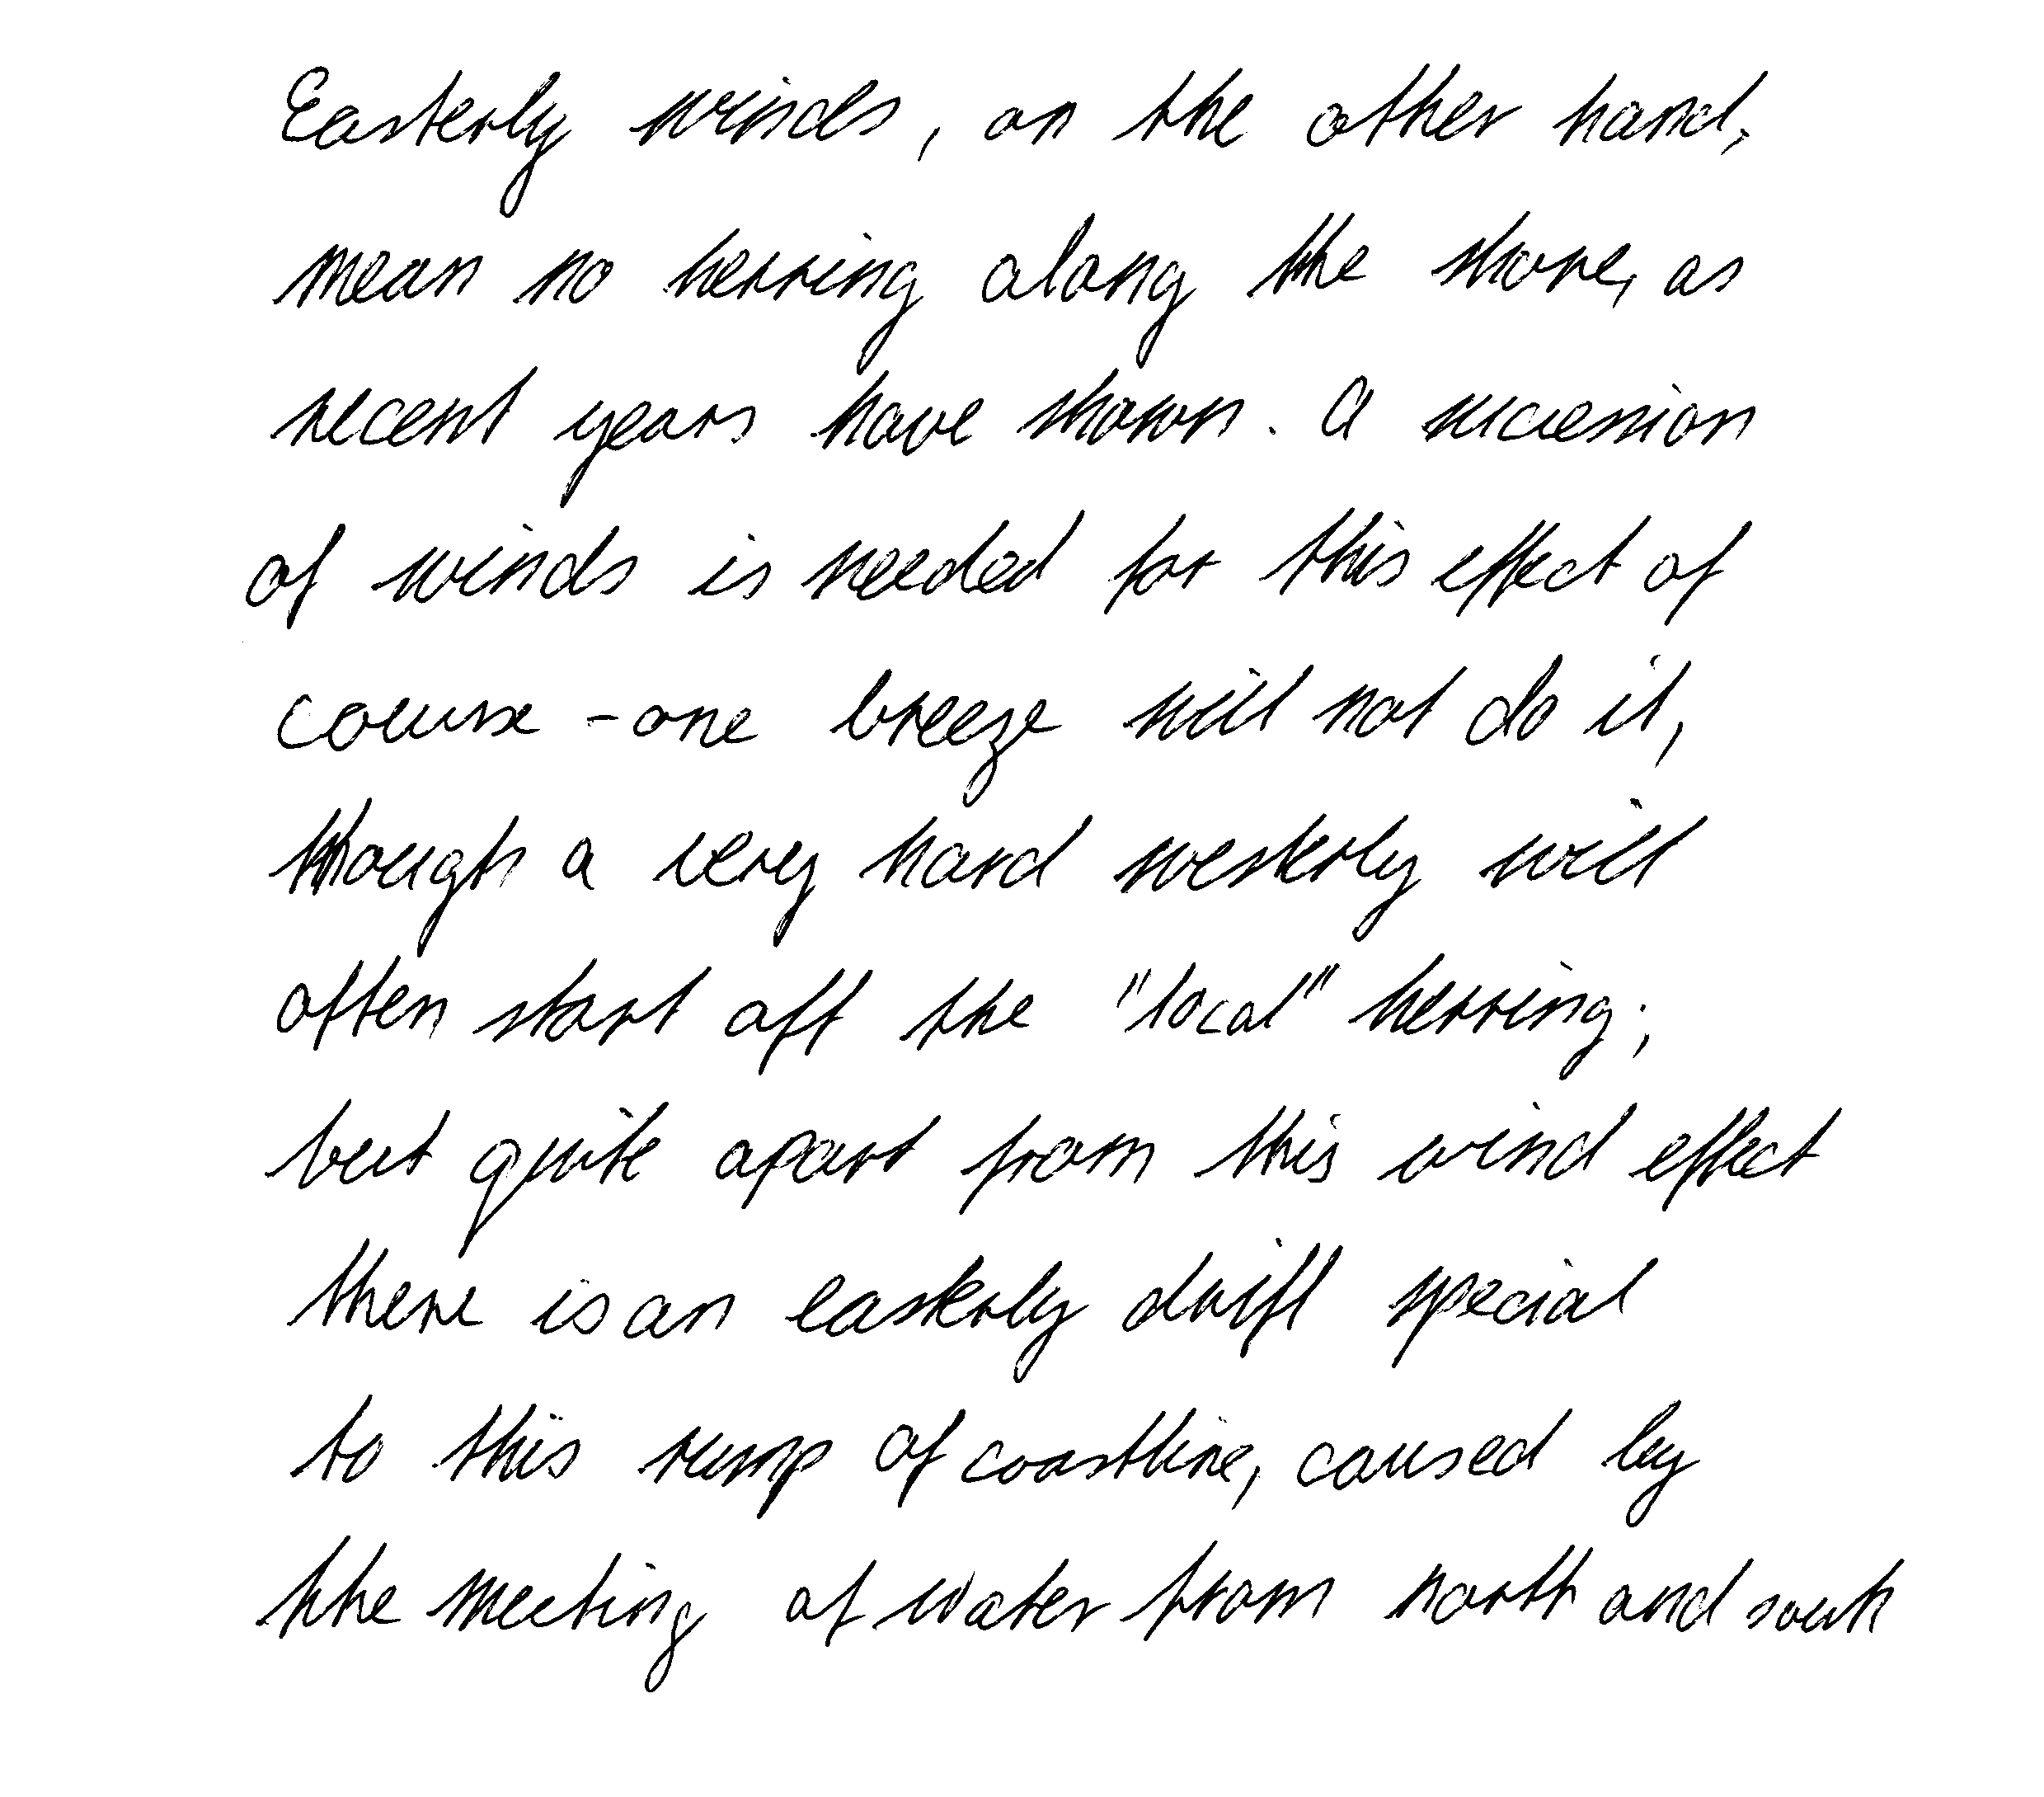 Easterly winds, on the other hand,
mean no herring along the shore, as
recent years have shown. A succession
of winds is needed for this effect of
course - one breeze will not do it,
though a very hard westerly will
often start off the "local" herring;
but quite apart from this wind effect
there is an easterly drift special
to this rump of coastline, caused by
the meeting of water from north and south